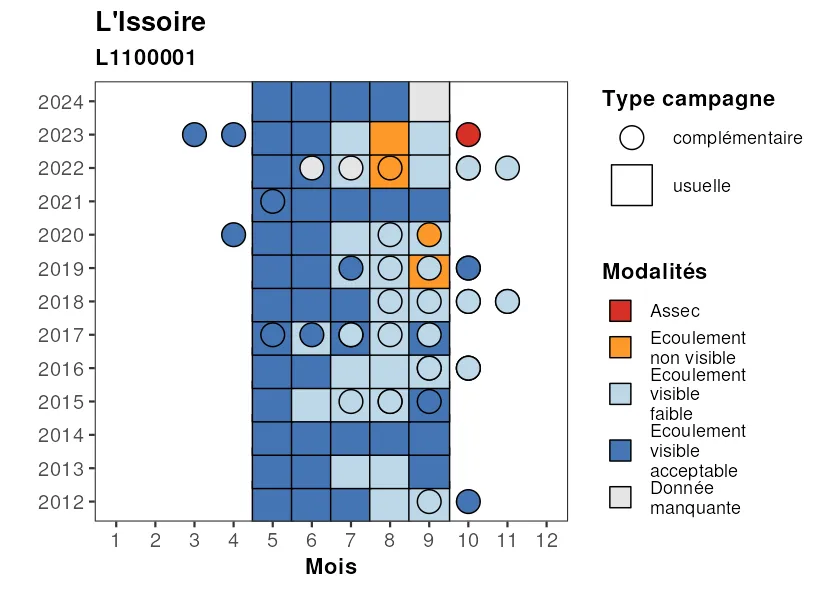 L'Issoire
L1100001
2024
2023
2022
2021
2020
2019
2018
2017
2016
2015
2014
2013
2012
1 2 3 4 5 6 7 8 9 10 11 12
Mois
Type campagne
complémentaire
usuelle
Modalités
Assec
Ecoulement
non visible
Ecoulement
visible
faible
Ecoulement
visible
acceptable
Donnée
manquante